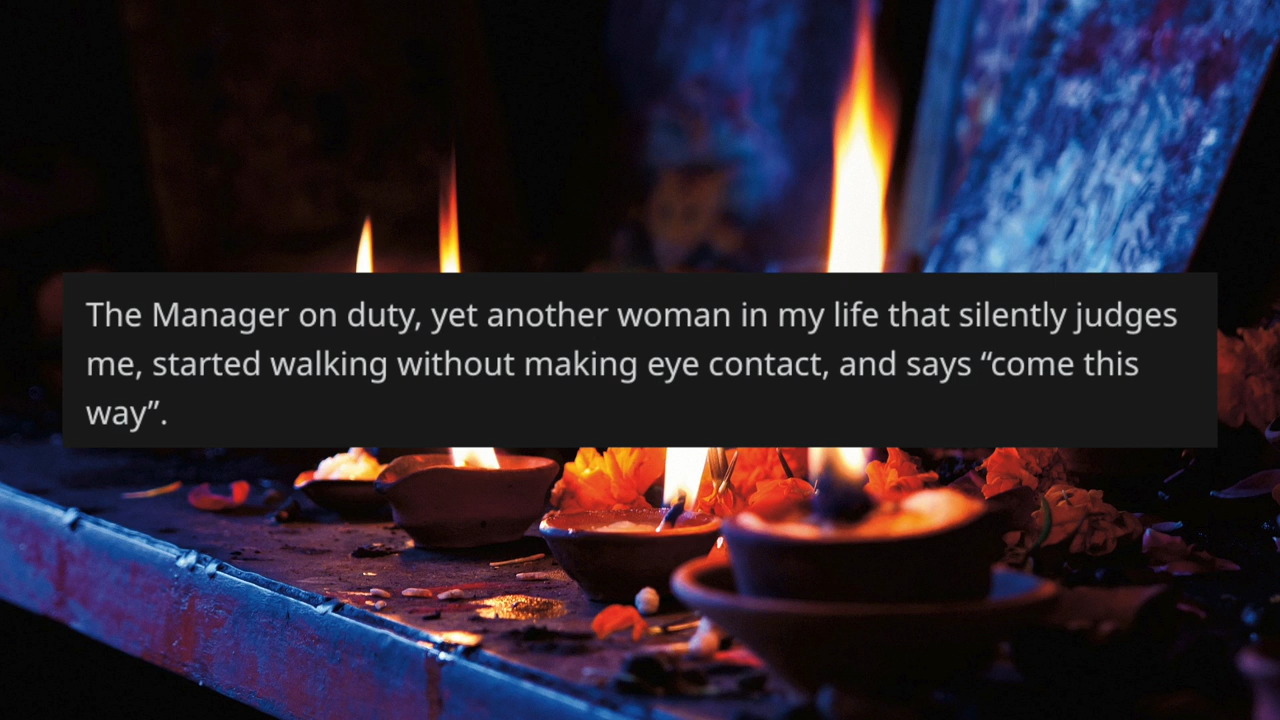 The Manager on duty, yet another woman in my life that silently judges
me, started walking without making eye contact, and says “come this
way”.